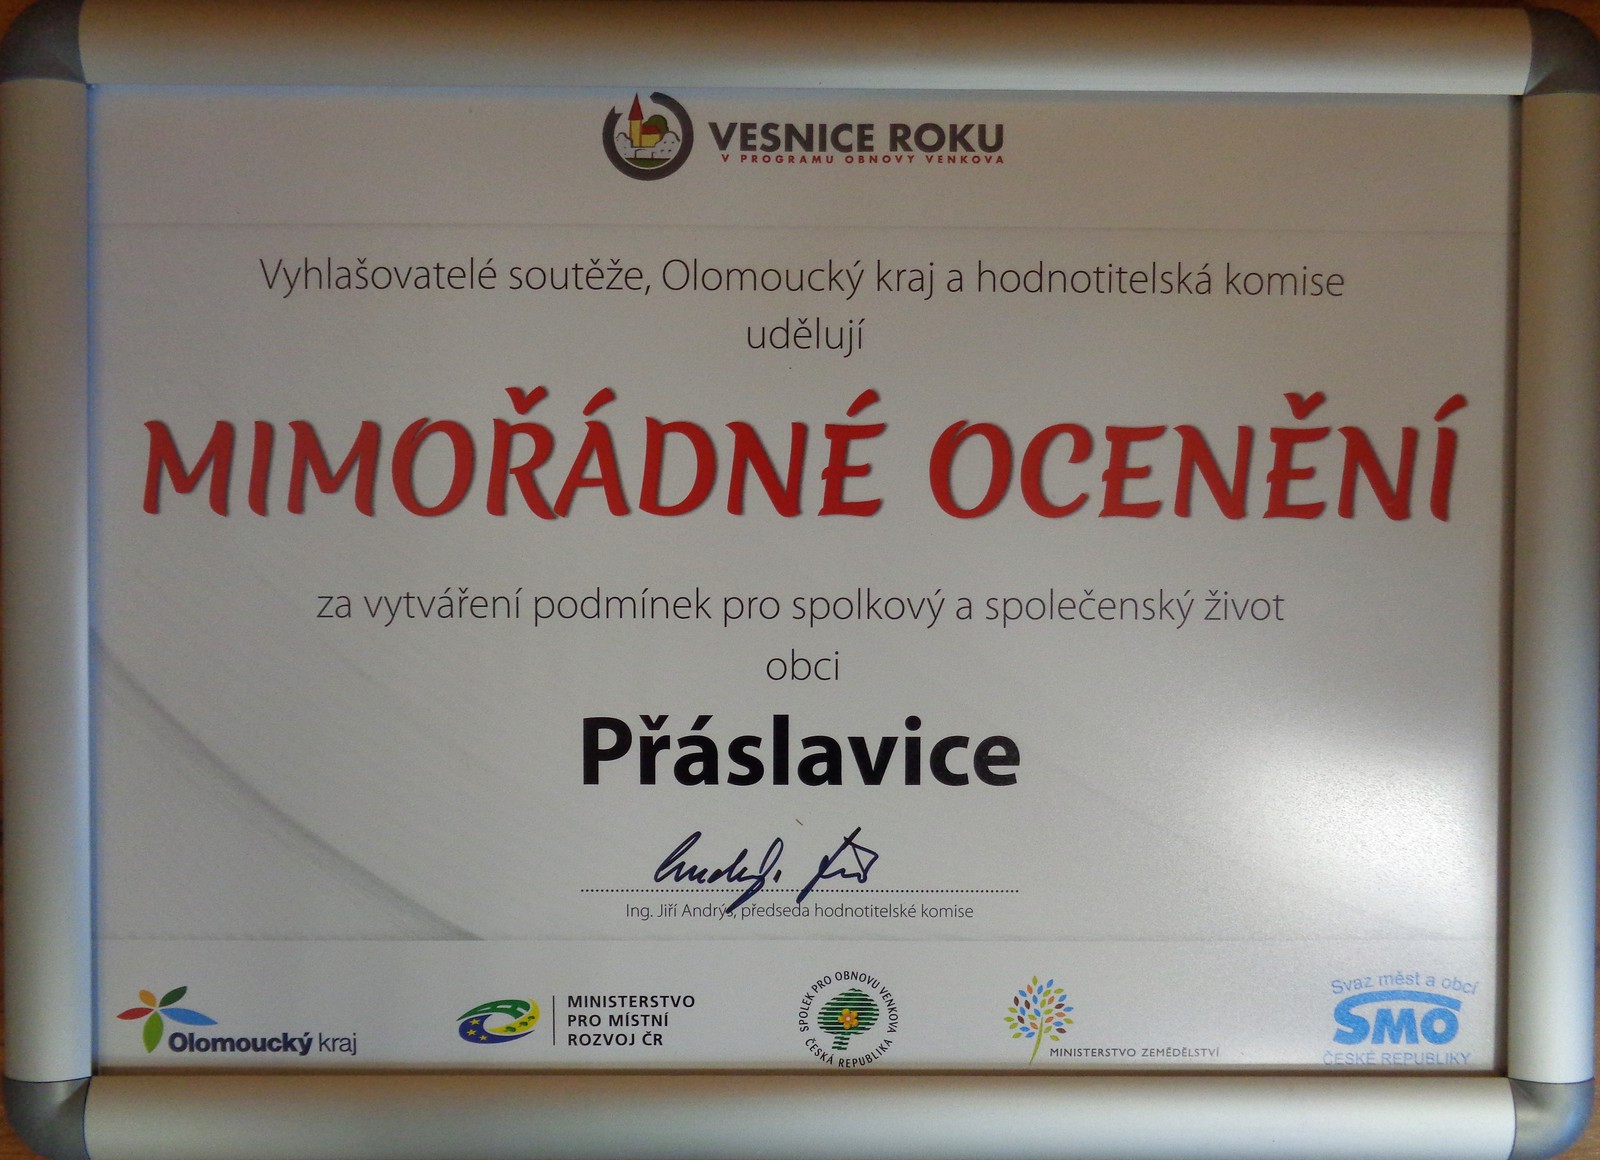 VESNICE ROKU
V PROGRAMU OBNOVY VENKOVA
Vyhlašovatelé soutěže, Olomoucký kraj a hodnotitelská komise
udělují
MIMOŘÁDNÉ OCENĚNÍ
za vytváření podmínek pro spolkový a společenský život
obci
Přáslavice
Ing. Jiří Andrýs, předseda hodnotitelské komise
Olomoucký kraj
MINISTERSTVO
PRO MÍSTNÍ
ROZVOJ ČR
SPOLEK PRO OBNOVU VENKOVA
ČESKÁ REPUBLIKA
MINISTERSTVO ZEMĚDĚLSTVÍ
Svaz měst a obcí
SMO
ČESKÉ REPUBLIKY